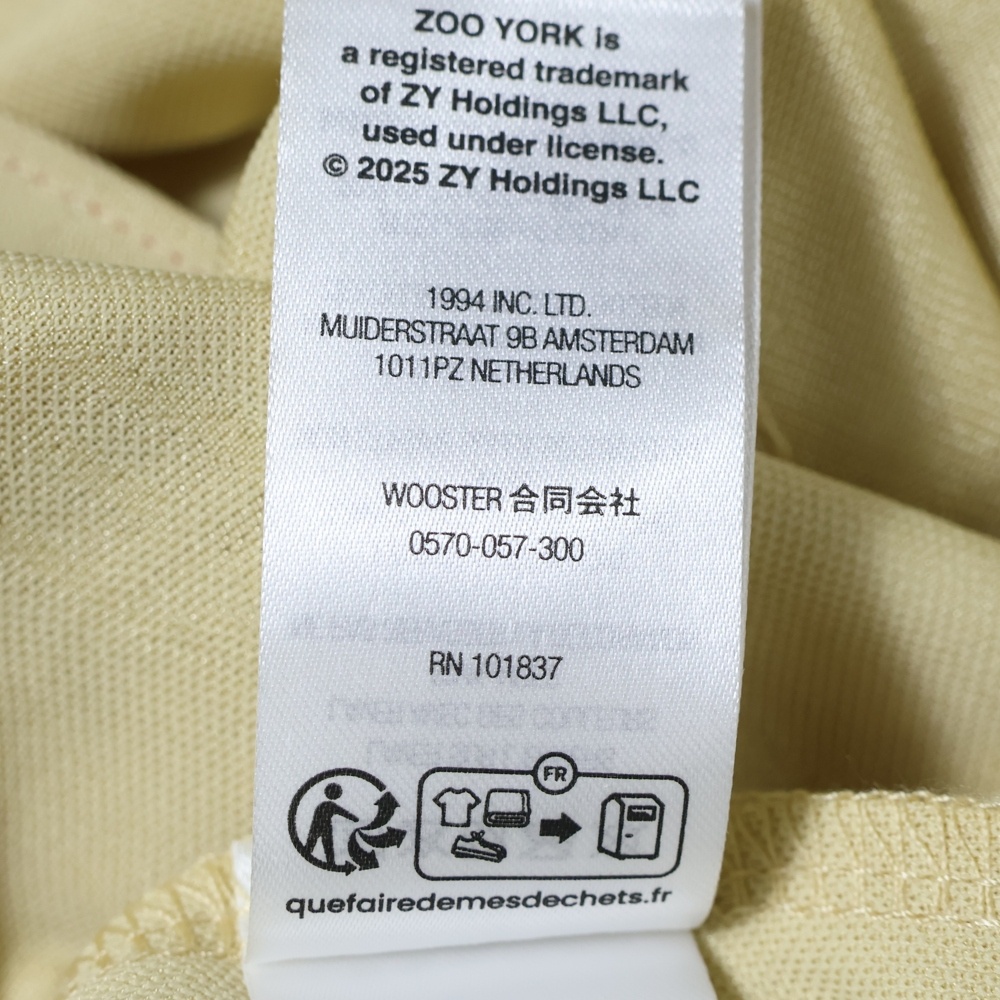 ZOO YORK is
a registered trademark
of ZY Holdings LLC,
used under license.
© 2025 ZY Holdings LLC
1994 INC. LTD.
MUIDERSTRAAT 9B AMSTERDAM
1011PZ NETHERLANDS
WOOSTER 合同会社
0570-057-300
RN 101837
FR
quefairedemesdechets.fr